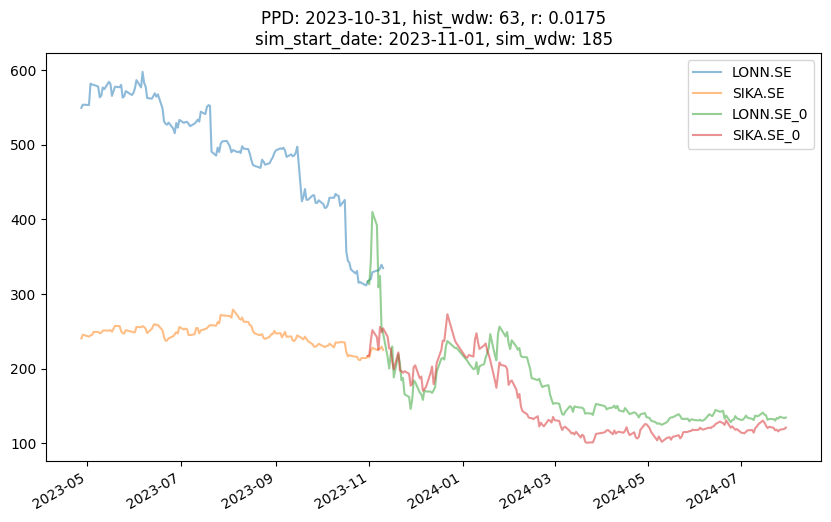 PPD: 2023-10-31, hist_wdw: 63, r: 0.0175
sim_start_date: 2023-11-01, sim_wdw: 185
600
500
400
300
200
100
LONN.SE
SIKA.SE
LONN.SE_0
SIKA.SE_0
2023-05
2023-07
2023-09
2023-11
2024-01
2024-03
2024-05
2024-07